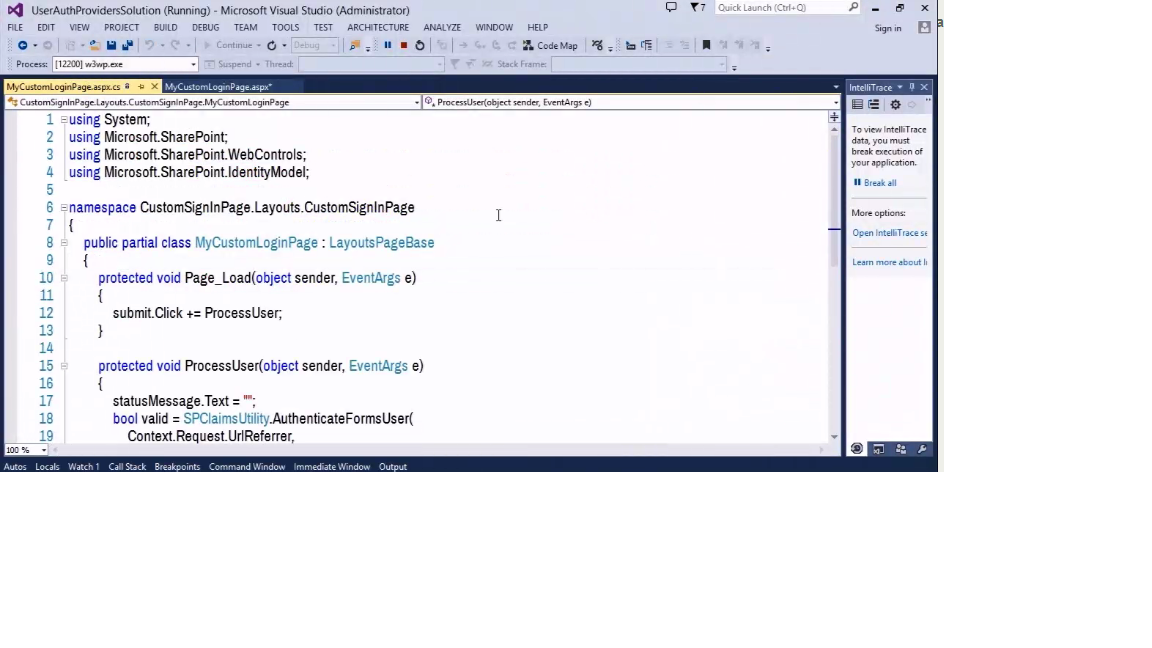 UserAuthProvidersSolution (Running) - Microsoft Visual Studio (Administrator)
7
Quick Launch (Ctrl+Q)
FILE EDIT VIEW PROJECT BUILD DEBUG TEAM TOOLS TEST ARCHITECTURE ANALYZE WINDOW HELP
Sign in
Continue Debug Code Map
Process: [12200] w3wp.exe Suspend Thread: Stack Frame:
MyCustomLoginPage.aspx.cs MyCustomLoginPage.aspx*
IntelliTrace
CustomSignInPage.Layouts.CustomSignInPage.MyCustomLoginPage ProcessUser(object sender, EventArgs e)
1 using System;
2 using Microsoft.SharePoint;
3 using Microsoft.SharePoint.WebControls;
4 using Microsoft.SharePoint.IdentityModel;
5
6 namespace CustomSignInPage.Layouts.CustomSignInPage
7 {
8 public partial class MyCustomLoginPage : LayoutsPageBase
9 {
10 protected void Page_Load(object sender, EventArgs e)
11 {
12 submit.Click += ProcessUser;
13 }
14
15 protected void ProcessUser(object sender, EventArgs e)
16 {
17 statusMessage.Text = "";
18 bool valid = SPClaimsUtility.AuthenticateFormsUser(
19 Context.Request.UrlReferrer,
To view IntelliTrace
data, you must
break execution of
your application.
Break all
More options:
Open IntelliTrace se
Learn more about I
100 %
Autos Locals Watch 1 Call Stack Breakpoints Command Window Immediate Window Output